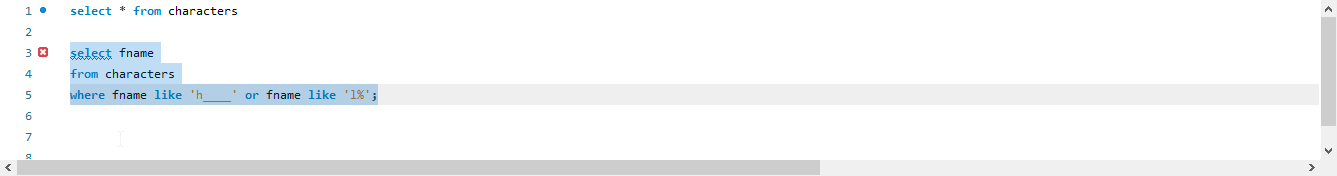 1 select * from characters
2
3 select fname
4 from characters
5 where fname like 'h____' or fname like 'l%';
6
7
8